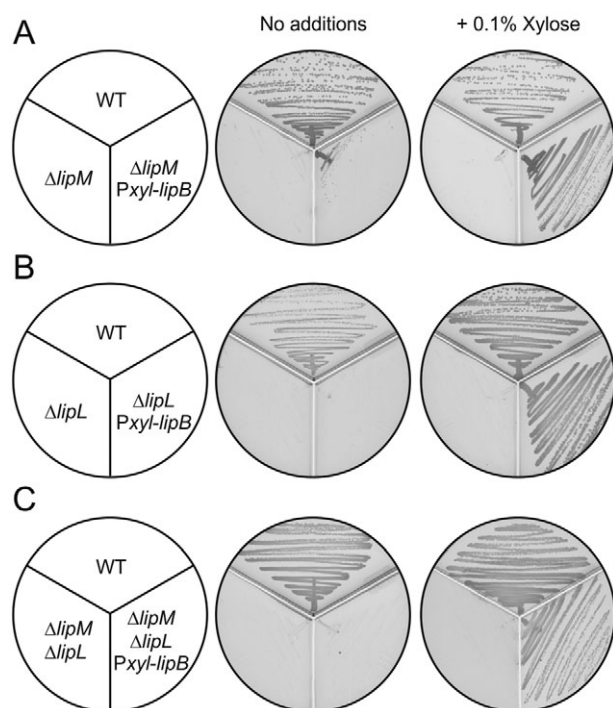 No additions
+ 0.1% Xylose
A
WT
ΔlipM
ΔlipM
Pxyl-lipB
B
WT
ΔlipL
ΔlipL
Pxyl-lipB
C
WT
ΔlipM
ΔlipL
ΔlipM
ΔlipL
Pxyl-lipB